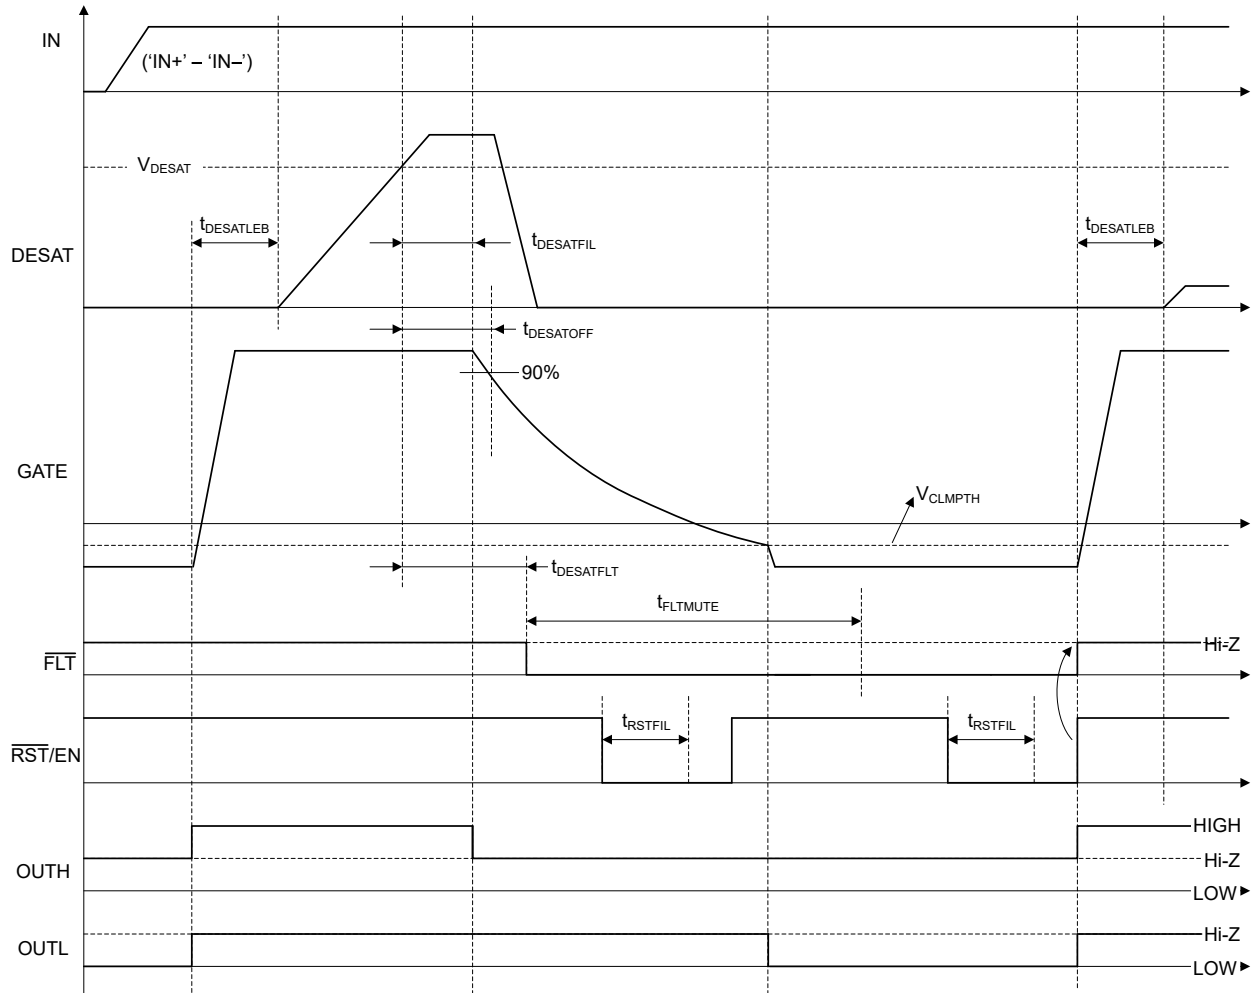 IN
('IN+' – 'IN–')
VDESAT
tDESATLEB
tDESATLEB
tDESATFIL
DESAT
tDESATOFF
90%
GATE
VCLMPTH
tDESATFLT
tFLTMUTE
Hi-Z
FLT
tRSTFIL
tRSTFIL
RST/EN
HIGH
Hi-Z
OUTH
LOW
Hi-Z
OUTL
LOW